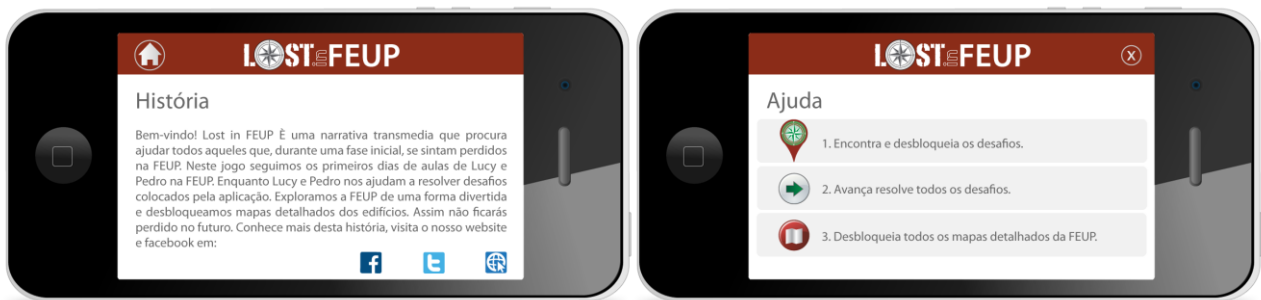 LOST in FEUP
História
Bem-vindo! Lost in FEUP È uma narrativa transmedia que procura
ajudar todos aqueles que, durante uma fase inicial, se sintam perdidos
na FEUP. Neste jogo seguimos os primeiros dias de aulas de Lucy e
Pedro na FEUP. Enquanto Lucy e Pedro nos ajudam a resolver desafios
colocados pela aplicação. Exploramos a FEUP de uma forma divertida
e desbloqueamos mapas detalhados dos edifícios. Assim não ficarás
perdido no futuro. Conhece mais desta história, visita o nosso website
e facebook em:
LOST in FEUP
Ajuda
1. Encontra e desbloqueia os desafios.
2. Avança resolve todos os desafios.
3. Desbloqueia todos os mapas detalhados da FEUP.